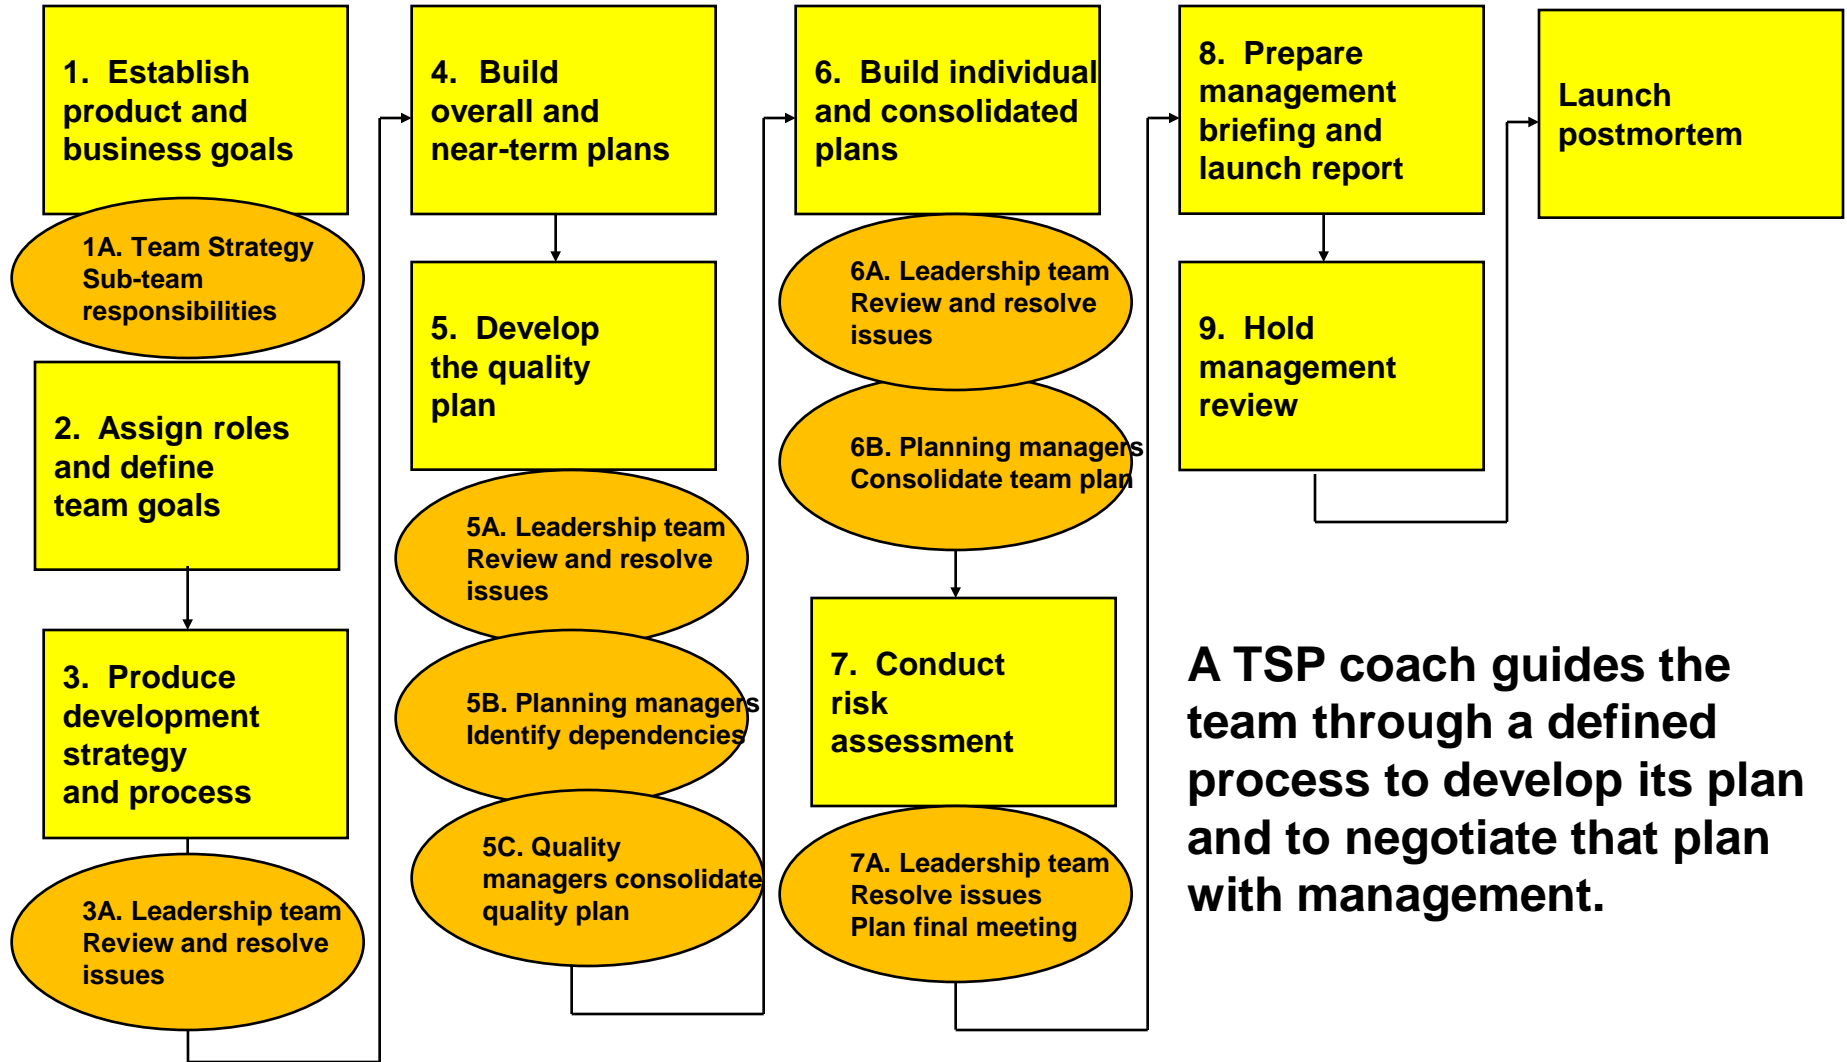 1.  Establish
product and
business goals
1A. Team Strategy
Sub-team
responsibilities
2.  Assign roles
and define
team goals
3.  Produce
development
strategy
and process
3A. Leadership team
Review and resolve
issues
4.  Build
overall and
near-term plans
5.  Develop
the quality
plan
5A. Leadership team
Review and resolve
issues
5B. Planning managers
Identify dependencies
5C. Quality
managers consolidate
quality plan
6.  Build individual
and consolidated
plans
6A. Leadership team
Review and resolve
issues
6B. Planning managers
Consolidate team plan
7.  Conduct
risk
assessment
7A. Leadership team
Resolve issues
Plan final meeting
8.  Prepare
management
briefing and
launch report
9.  Hold
management
review
Launch
postmortem
A TSP coach guides the
team through a defined
process to develop its plan
and to negotiate that plan
with management.